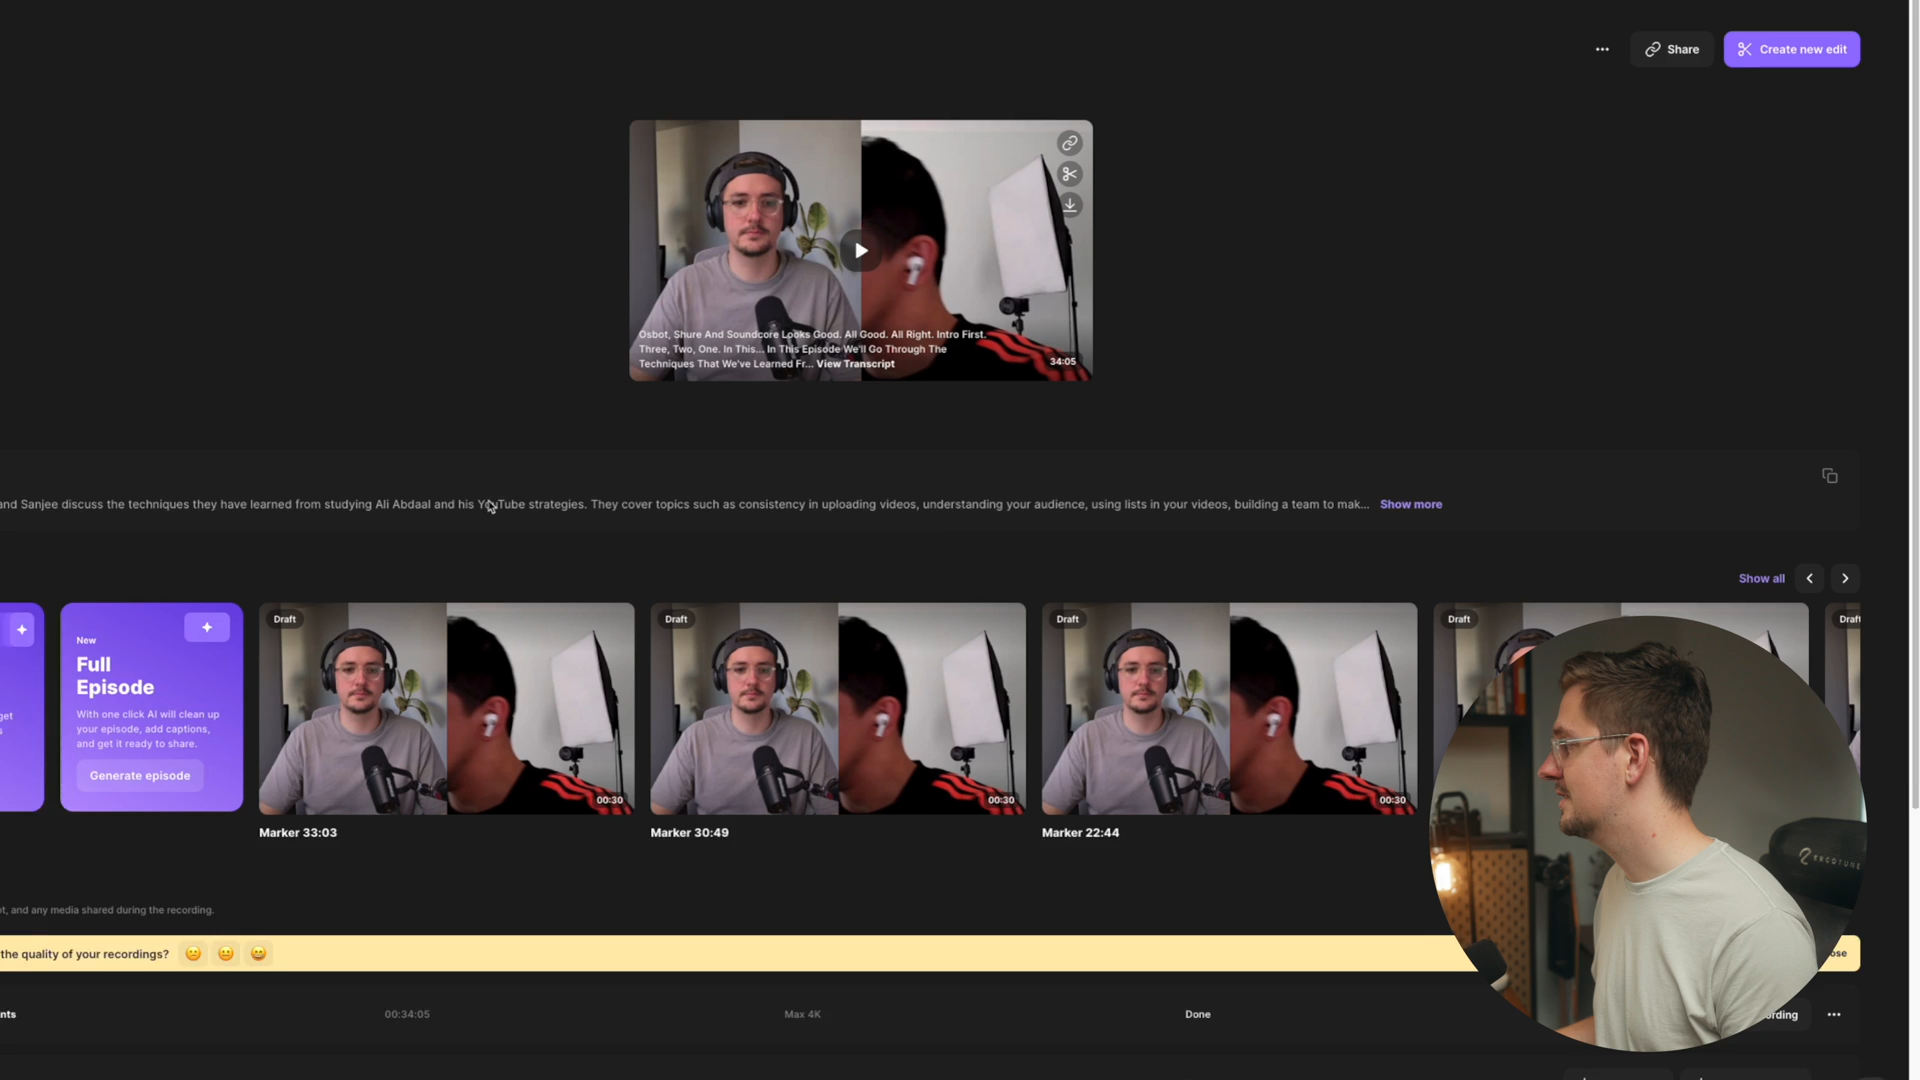 Share
Create new edit
Osbot, Shure And Soundcore Looks Good. All Good. All Right. Intro First.
Three, Two, One. In This... In This Episode We'll Go Through The
Techniques That We've Learned Fr... View Transcript
34:05
and Sanjee discuss the techniques they have learned from studying Ali Abdaal and his YouTube strategies. They cover topics such as consistency in uploading videos, understanding your audience, using lists in your videos, building a team to mak... Show more
Show all
get
s
New
Full
Episode
With one click AI will clean up
your episode, add captions,
and get it ready to share.
Generate episode
Draft
00:30
Marker 33:03
Draft
00:30
Marker 30:49
Draft
00:30
Marker 22:44
Draft
Draft
ERGOTUNE
ot, and any media shared during the recording.
the quality of your recordings?
ose
nts
00:34:05
Max 4K
Done
ording